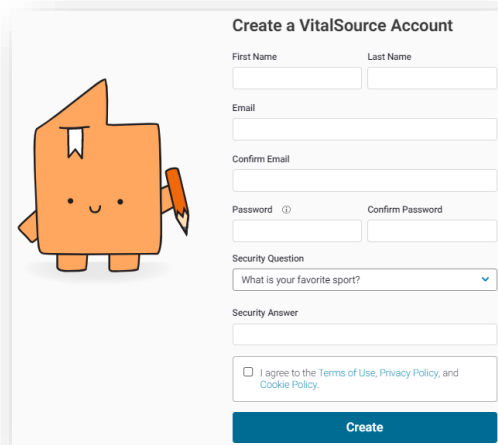 Create a VitalSource Account
First Name
Last Name
Email
Confirm Email
Password
Confirm Password
Security Question
What is your favorite sport?
Security Answer
I agree to the Terms of Use, Privacy Policy, and
Cookie Policy.
Create